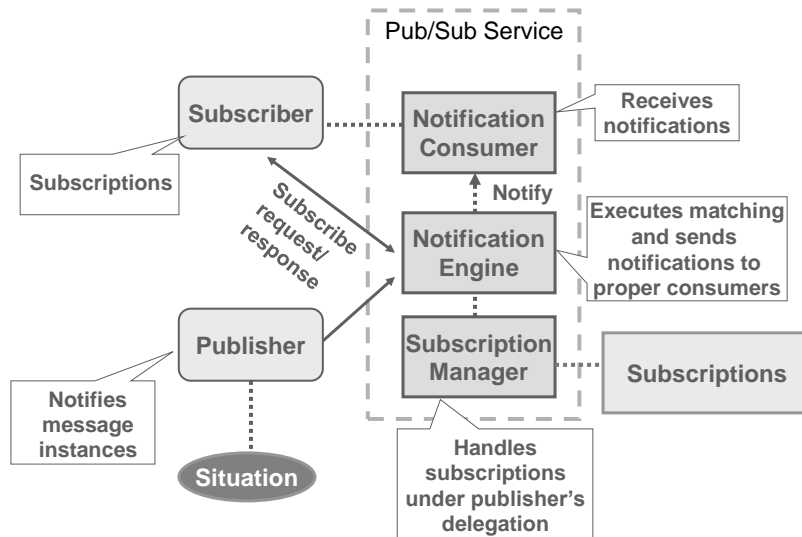 Pub/Sub Service
Subscriber
Notification
Consumer
Receives
notifications
Subscriptions
Subscribe
request/
response
Notify
Notification
Engine
Executes matching
and sends
notifications to
proper consumers
Publisher
Subscription
Manager
Subscriptions
Notifies
message
instances
Situation
Handles
subscriptions
under publisher's
delegation